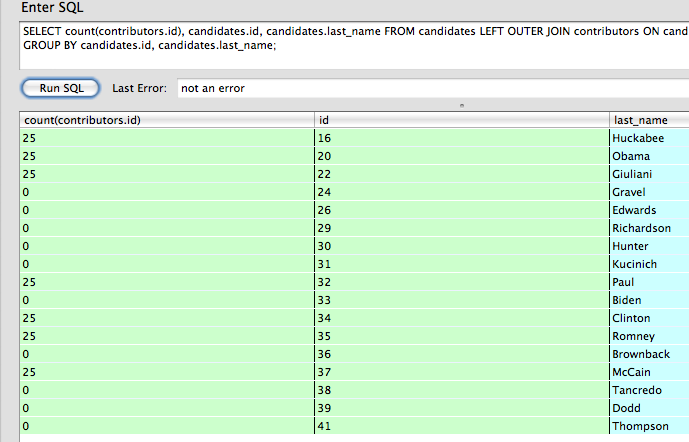 Enter SQL
SELECT count(contributors.id), candidates.id, candidates.last_name FROM candidates LEFT OUTER JOIN contributors ON cand
GROUP BY candidates.id, candidates.last_name;
Run SQL Last Error: not an error
count(contributors.id) id last_name
25 16 Huckabee
25 20 Obama
25 22 Giuliani
0 24 Gravel
0 26 Edwards
0 29 Richardson
0 30 Hunter
0 31 Kucinich
25 32 Paul
0 33 Biden
25 34 Clinton
25 35 Romney
0 36 Brownback
25 37 McCain
0 38 Tancredo
0 39 Dodd
0 41 Thompson